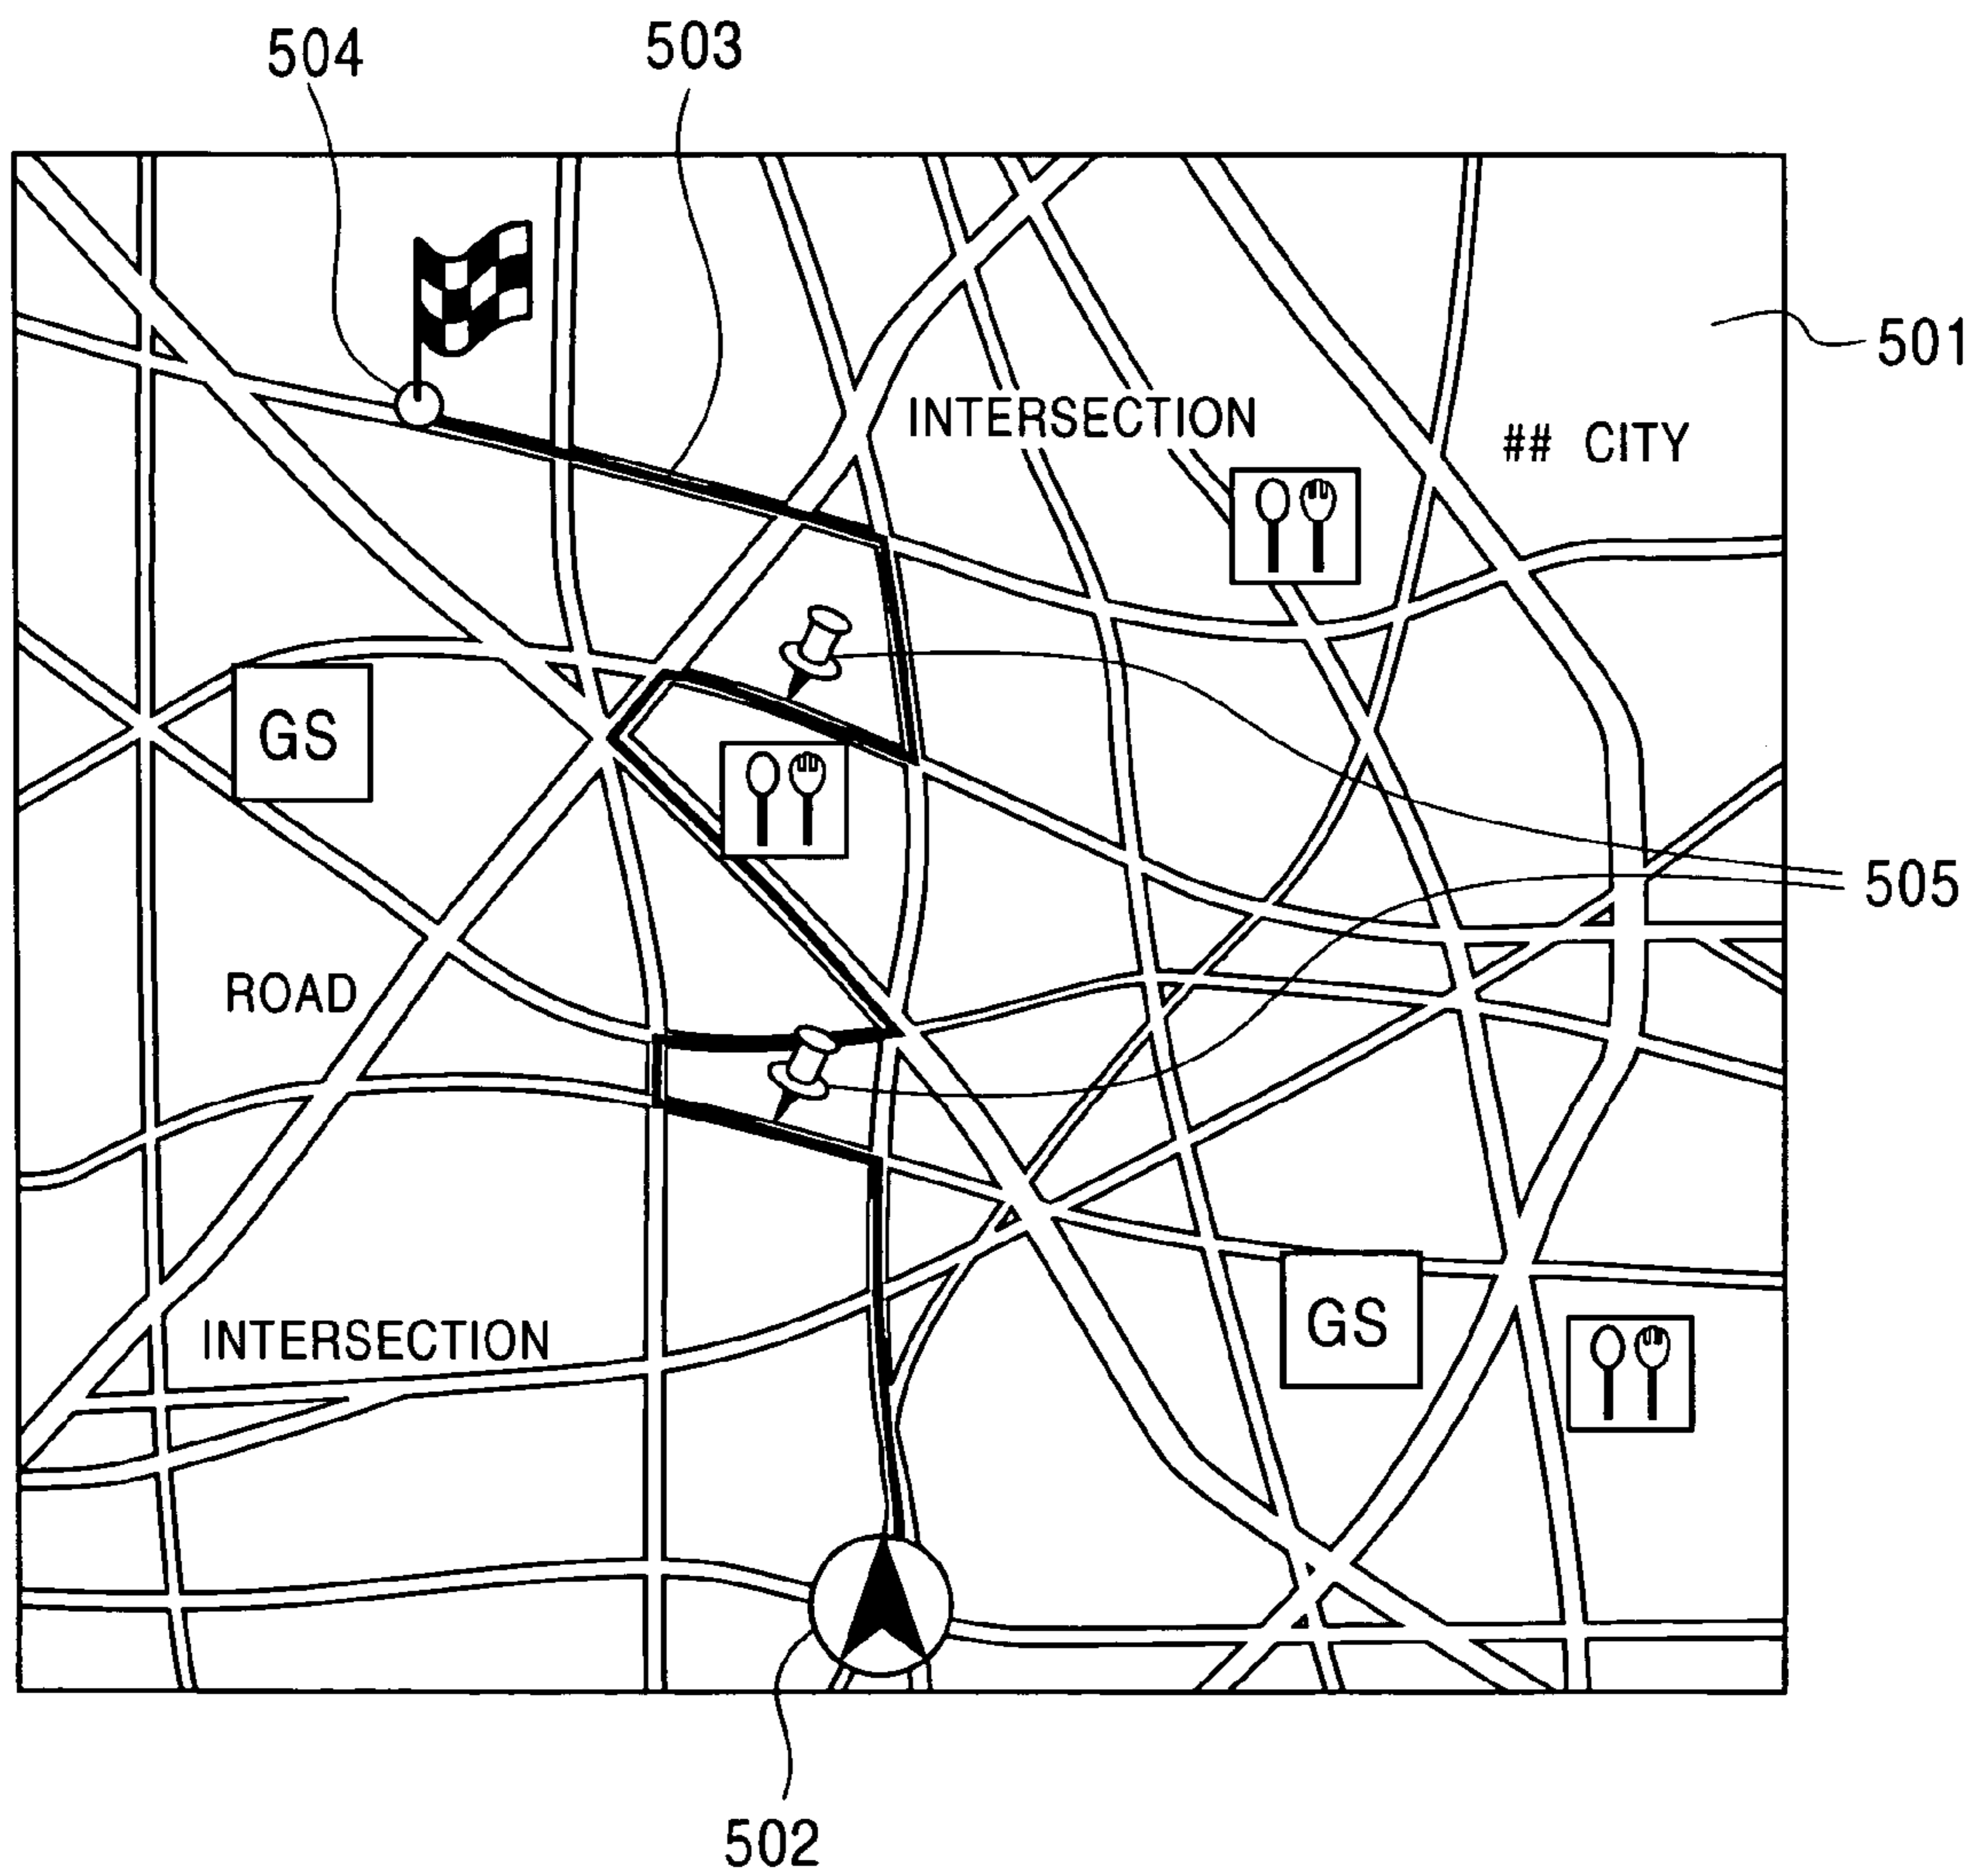 504
503
501
INTERSECTION
## CITY
GS
505
ROAD
GS
INTERSECTION
502